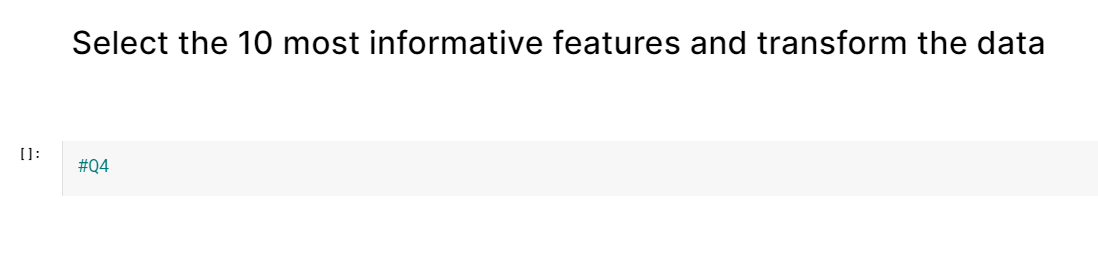 Select the 10 most informative features and transform the data
[]:
#Q4